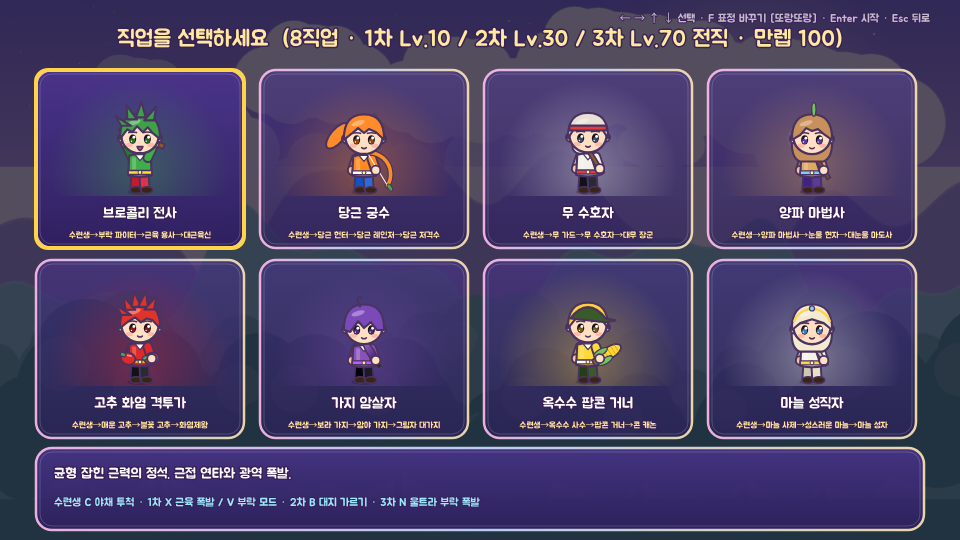 ← → ↑ ↓ 선택 · F 표정 바꾸기 [또랑또랑] · Enter 시작 · Esc 뒤로
직업을 선택하세요 (8직업 · 1차 Lv.10 / 2차 Lv.30 / 3차 Lv.70 전직 · 만렙 100)
브로콜리 전사
수련생→부락 파이터→근육 용사→대근육신
당근 궁수
수련생→당근 헌터→당근 레인저→당근 저격수
무 수호자
수련생→무 가드→무 수호자→대무 장군
양파 마법사
수련생→양파 마법사→눈물 현자→대눈물 마도사
고추 화염 격투가
수련생→매운 고추→불꽃 고추→화염제왕
가지 암살자
수련생→보라 가지→암야 가지→그림자 대가지
옥수수 팝콘 거너
수련생→옥수수 사수→팝콘 거너→콘 캐논
마늘 성직자
수련생→마늘 사제→성스러운 마늘→마늘 성자
균형 잡힌 근력의 정석. 근접 연타와 광역 폭발.
수련생 C 야채 투척 · 1차 X 근육 폭발 / V 부락 모드 · 2차 B 대지 가르기 · 3차 N 울트라 부락 폭발